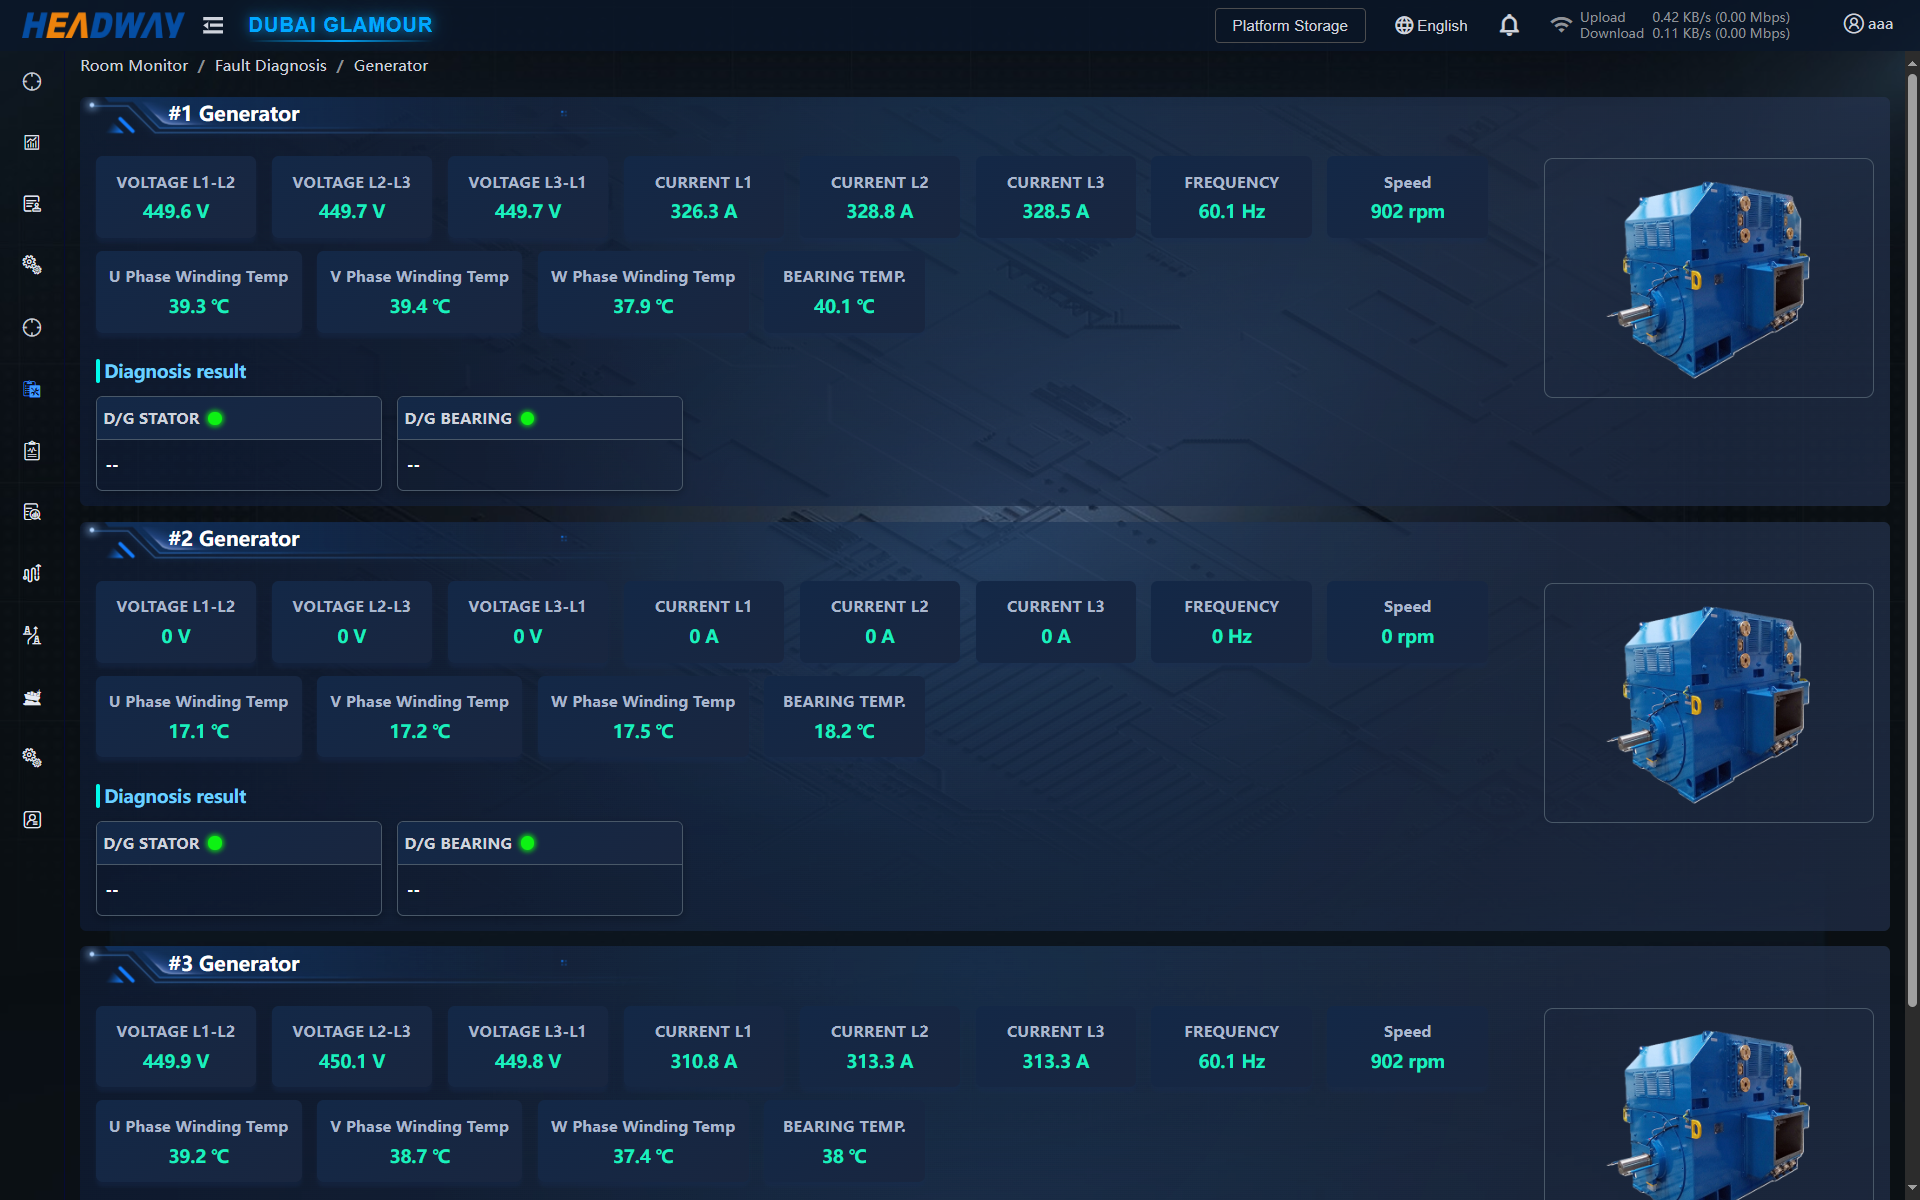 HEADWAY
DUBAI GLAMOUR
Platform Storage
English
Upload 0.42 KB/s (0.00 Mbps)
Download 0.11 KB/s (0.00 Mbps)
aaa
Room Monitor / Fault Diagnosis / Generator
#1 Generator
VOLTAGE L1-L2 VOLTAGE L2-L3 VOLTAGE L3-L1 CURRENT L1 CURRENT L2 CURRENT L3 FREQUENCY Speed
449.6 V 449.7 V 449.7 V 326.3 A 328.8 A 328.5 A 60.1 Hz 902 rpm
U Phase Winding Temp V Phase Winding Temp W Phase Winding Temp BEARING TEMP.
39.3 ℃ 39.4 ℃ 37.9 ℃ 40.1 ℃
Diagnosis result
D/G STATOR D/G BEARING
-- --
#2 Generator
VOLTAGE L1-L2 VOLTAGE L2-L3 VOLTAGE L3-L1 CURRENT L1 CURRENT L2 CURRENT L3 FREQUENCY Speed
0 V 0 V 0 V 0 A 0 A 0 A 0 Hz 0 rpm
U Phase Winding Temp V Phase Winding Temp W Phase Winding Temp BEARING TEMP.
17.1 ℃ 17.2 ℃ 17.5 ℃ 18.2 ℃
Diagnosis result
D/G STATOR D/G BEARING
-- --
#3 Generator
VOLTAGE L1-L2 VOLTAGE L2-L3 VOLTAGE L3-L1 CURRENT L1 CURRENT L2 CURRENT L3 FREQUENCY Speed
449.9 V 450.1 V 449.8 V 310.8 A 313.3 A 313.3 A 60.1 Hz 902 rpm
U Phase Winding Temp V Phase Winding Temp W Phase Winding Temp BEARING TEMP.
39.2 ℃ 38.7 ℃ 37.4 ℃ 38 ℃